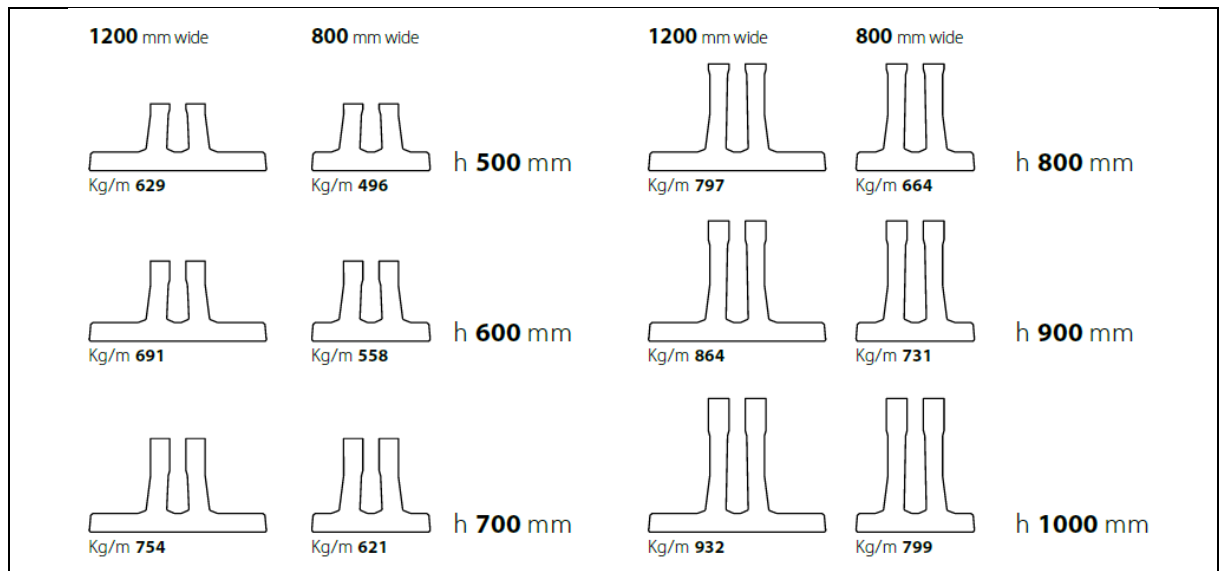 1200 mm wide 800 mm wide 1200 mm wide 800 mm wide
h 500 mm h 800 mm
Kg/m 629 Kg/m 496 Kg/m 797 Kg/m 664
h 600 mm h 900 mm
Kg/m 691 Kg/m 558 Kg/m 864 Kg/m 731
h 700 mm h 1000 mm
Kg/m 754 Kg/m 621 Kg/m 932 Kg/m 799